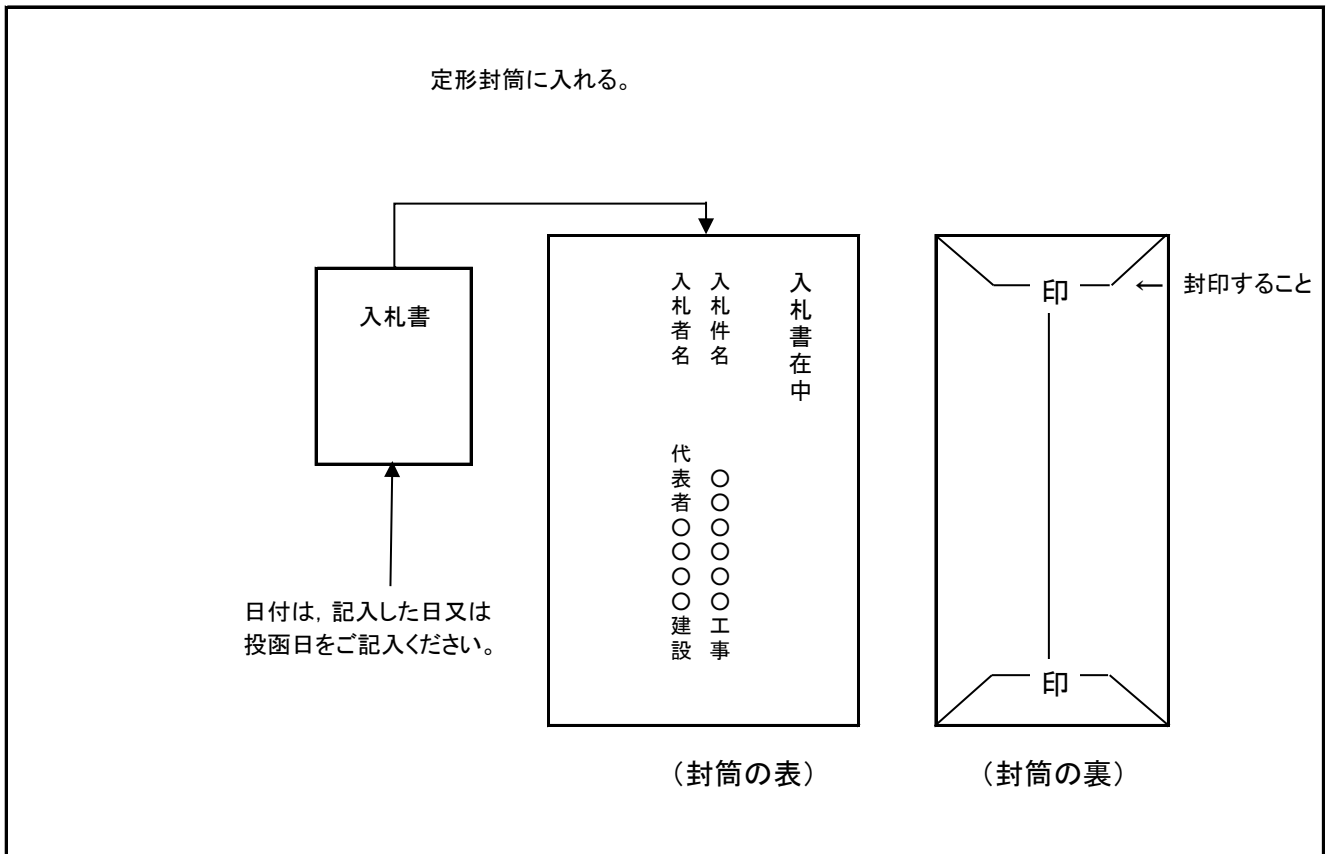 定形封筒に入れる。
入札書
日付は，記入した日又は
投函日をご記入ください。
入札書在中
入札件名　〇〇〇〇〇〇工事
入札者名　代表者〇〇〇〇建設
（封筒の表）
印
← 封印すること
印
（封筒の裏）